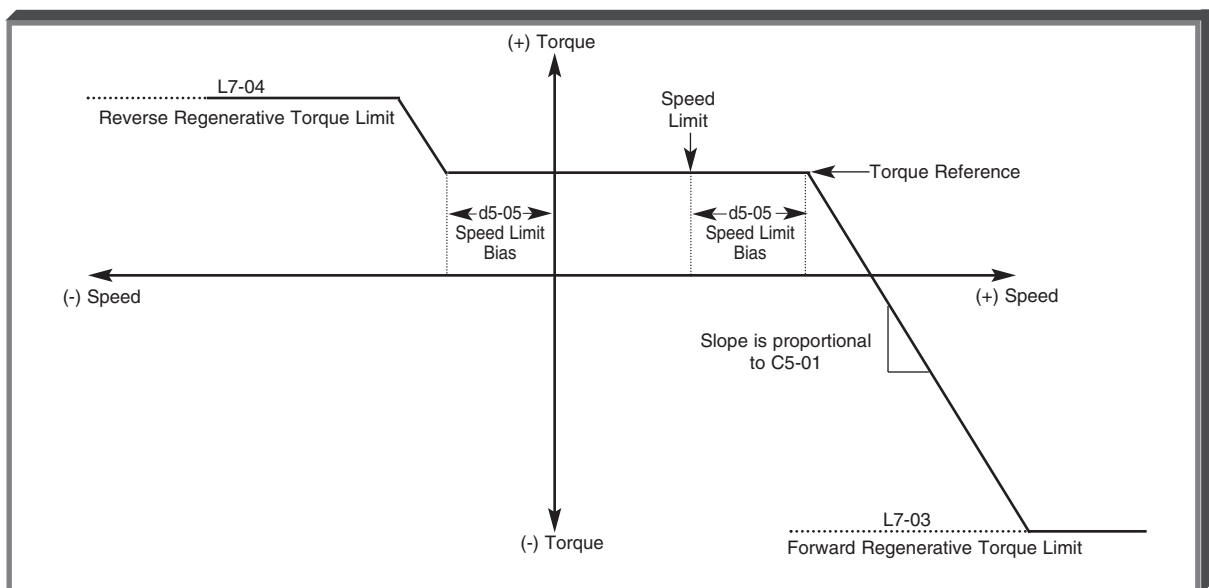 (+) Torque
L7-04
Reverse Regenerative Torque Limit
Speed
Limit
Torque Reference
d5-05
Speed Limit
Bias
d5-05
Speed Limit
Bias
(-) Speed
(+) Speed
Slope is proportional
to C5-01
L7-03
(-) Torque
Forward Regenerative Torque Limit